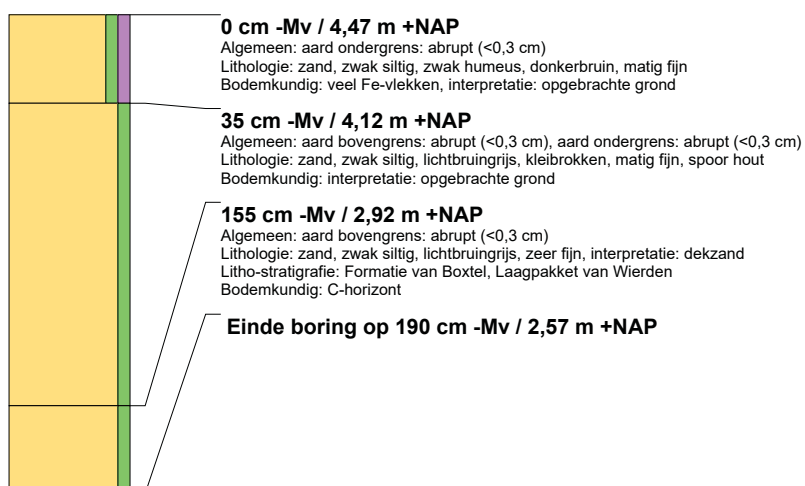 0 cm -Mv / 4,47 m +NAP
Algemeen: aard ondergrens: abrupt (<0,3 cm)
Lithologie: zand, zwak siltig, zwak humeus, donkerbruin, matig fijn
Bodemkundig: veel Fe-vlekken, interpretatie: opgebrachte grond
35 cm -Mv / 4,12 m +NAP
Algemeen: aard bovengrens: abrupt (<0,3 cm), aard ondergrens: abrupt (<0,3 cm)
Lithologie: zand, zwak siltig, lichtbruingrijs, kleibrokken, matig fijn, spoor hout
Bodemkundig: interpretatie: opgebrachte grond
155 cm -Mv / 2,92 m +NAP
Algemeen: aard bovengrens: abrupt (<0,3 cm)
Lithologie: zand, zwak siltig, lichtbruingrijs, zeer fijn, interpretatie: dekzand
Litho-stratigrafie: Formatie van Boxtel, Laagpakket van Wierden
Bodemkundig: C-horizont
Einde boring op 190 cm -Mv / 2,57 m +NAP